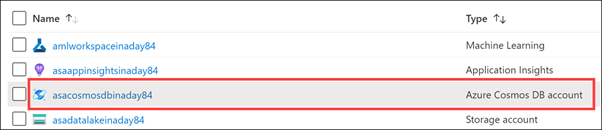 Name ↑↓ Type ↑↓
amlworkspaceinaday84 Machine Learning
asaappinsightsinaday84 Application Insights
asacosmosdbinaday84 Azure Cosmos DB account
asadatalakeinaday84 Storage account